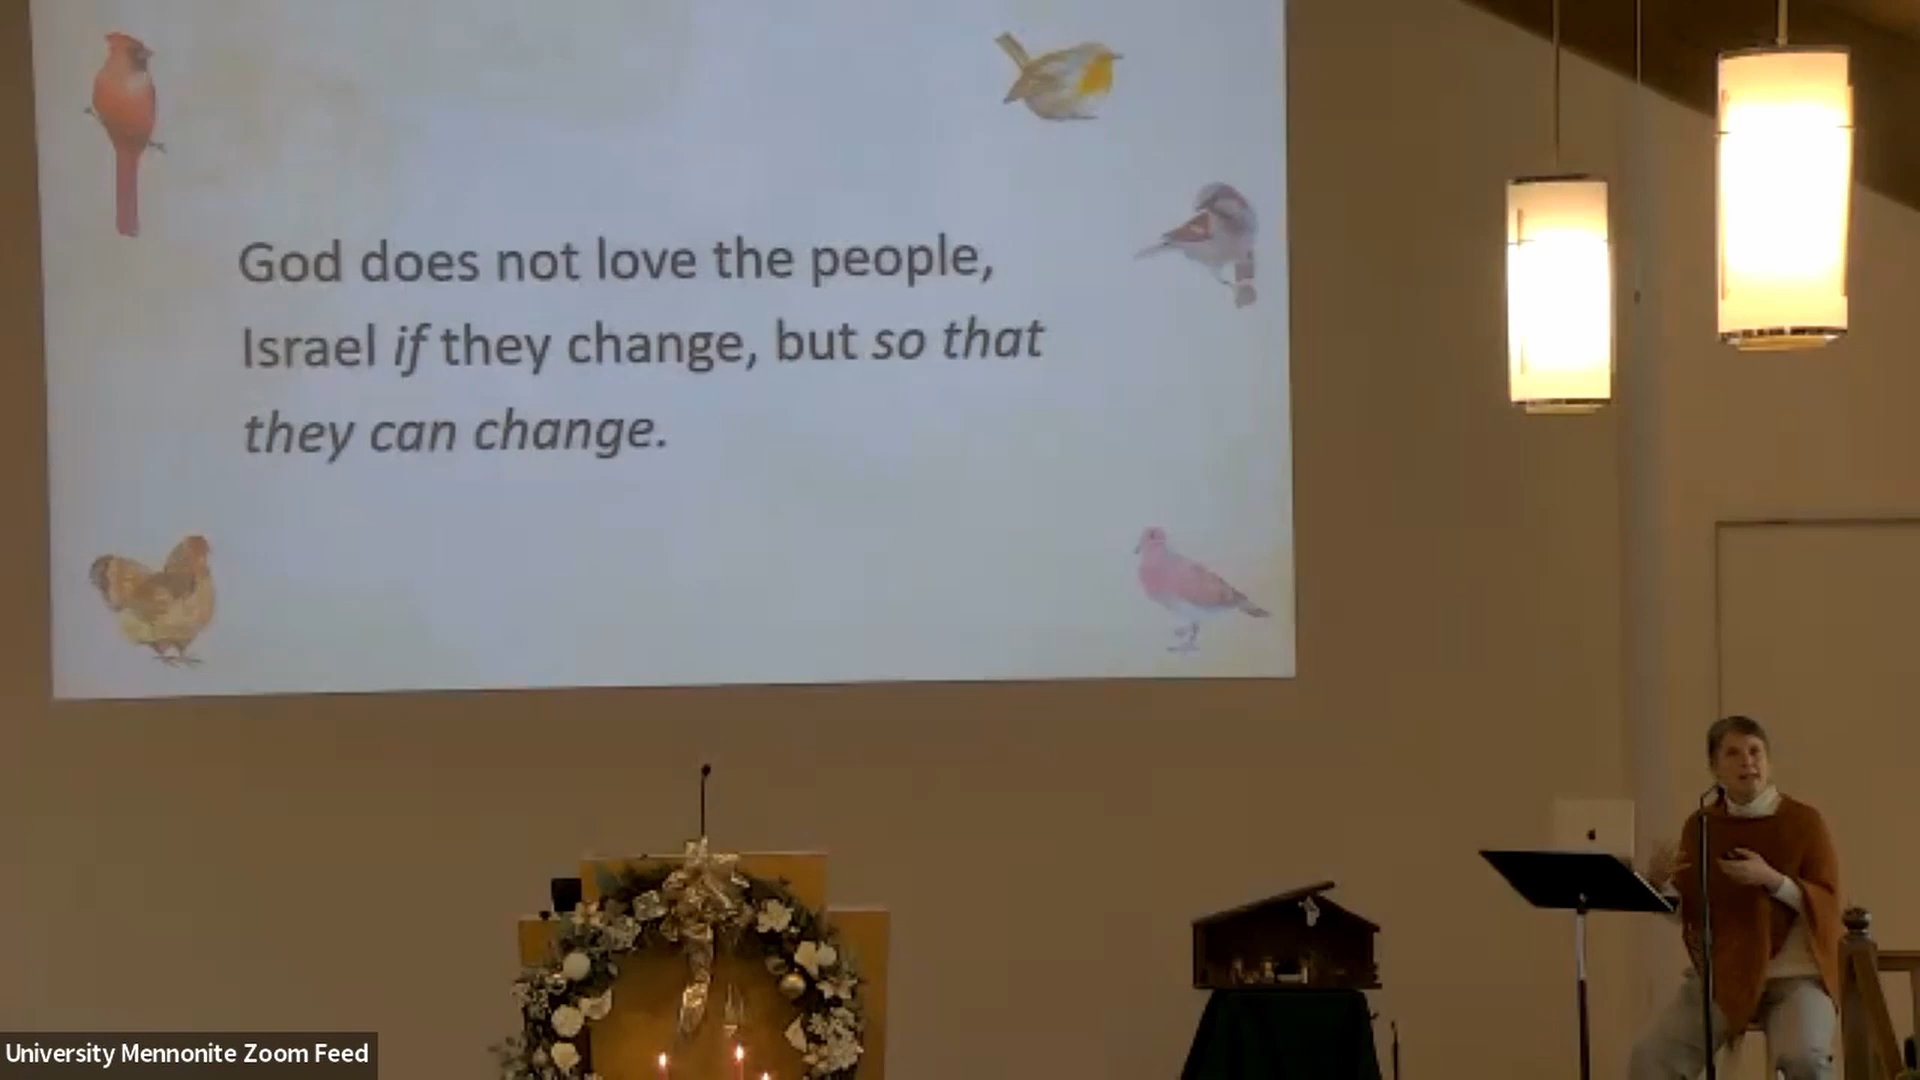 God does not love the people,
Israel if they change, but so that
they can change.
University Mennonite Zoom Feed